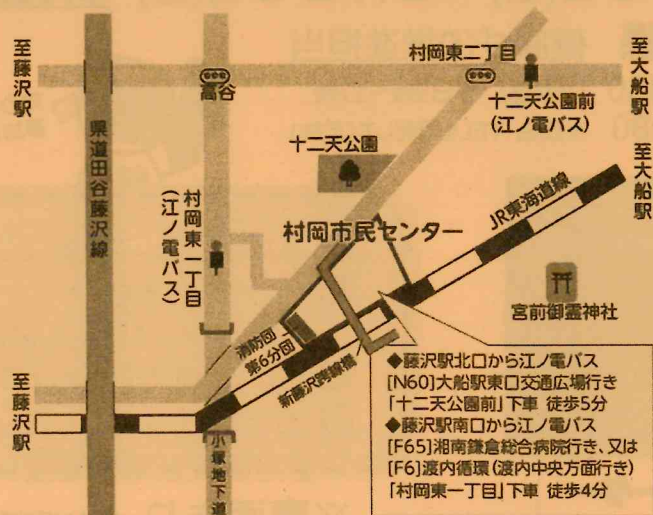 至藤沢駅
県道田谷藤沢線
高谷
村岡東二丁目
十二天公園前
(江ノ電バス)
至大船駅
至大船駅
十二天公園
村岡東一丁目
(江ノ電バス)
村岡市民センター
JR東海道線
宮前御霊神社
消防団
第6分団
新藤沢跨線橋
至藤沢駅
小塚地下道
◆藤沢駅北口から江ノ電バス
[N60]大船駅東口交通広場行き
「十二天公園前」下車 徒歩5分
◆藤沢駅南口から江ノ電バス
[F65]湘南鎌倉総合病院行き、又は
[F6]渡内循環(渡内中央方面行き)
「村岡東一丁目」下車 徒歩4分